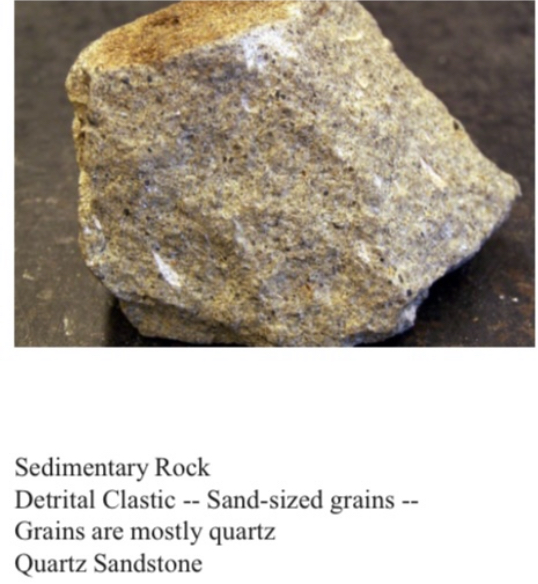 Sedimentary Rock
Detrital Clastic -- Sand-sized grains --
Grains are mostly quartz
Quartz Sandstone